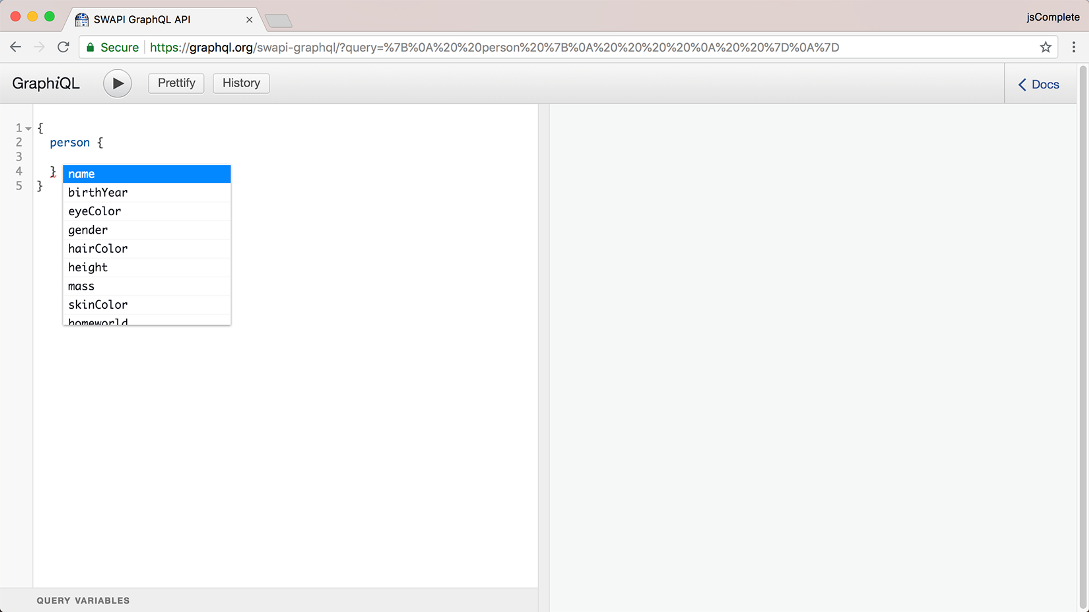 SWAPI GraphQL API
jsComplete
Secure https://graphql.org/swapi-graphql/?query=%7B%0A%20%20person%20%7B%0A%20%20%20%20%0A%20%20%7D%0A%7D
GraphiQL Prettify History Docs
1 {
2 person {
3
4 }
5 }
name
birthYear
eyeColor
gender
hairColor
height
mass
skinColor
homeworld
QUERY VARIABLES